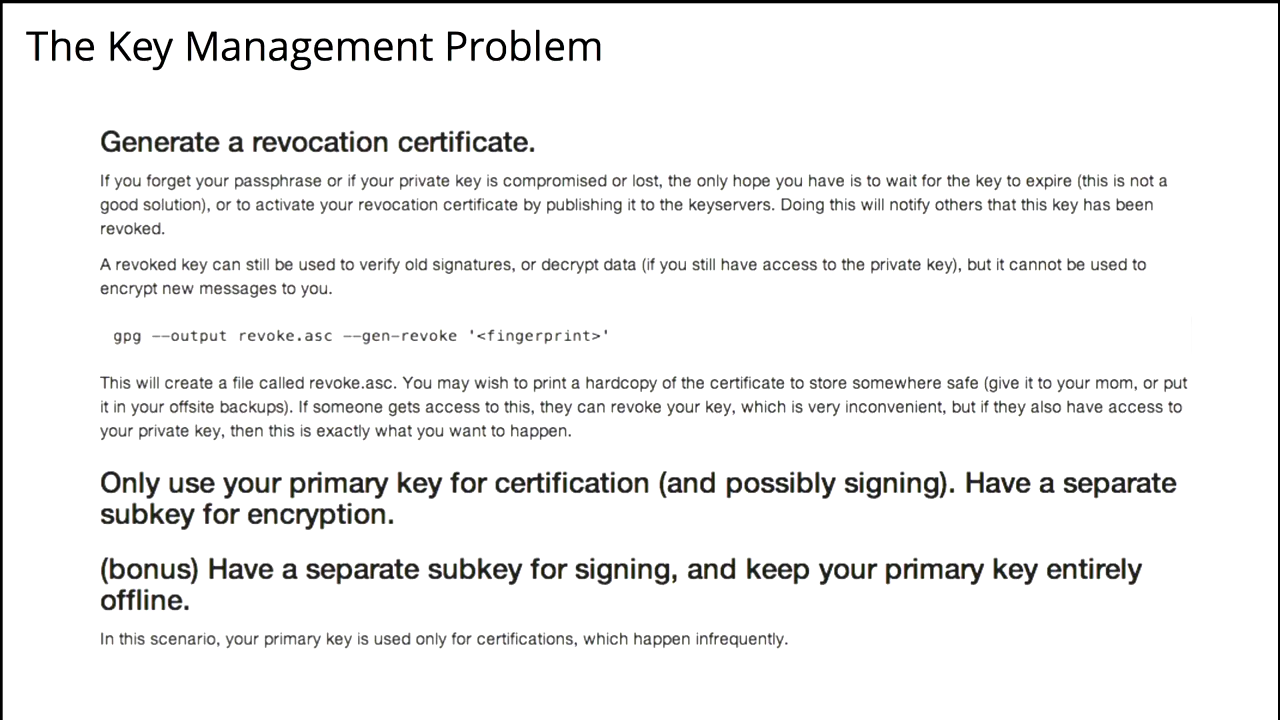 The Key Management Problem
Generate a revocation certificate.
If you forget your passphrase or if your private key is compromised or lost, the only hope you have is to wait for the key to expire (this is not a
good solution), or to activate your revocation certificate by publishing it to the keyservers. Doing this will notify others that this key has been
revoked.
A revoked key can still be used to verify old signatures, or decrypt data (if you still have access to the private key), but it cannot be used to
encrypt new messages to you.
gpg --output revoke.asc --gen-revoke '<fingerprint>'
This will create a file called revoke.asc. You may wish to print a hardcopy of the certificate to store somewhere safe (give it to your mom, or put
it in your offsite backups). If someone gets access to this, they can revoke your key, which is very inconvenient, but if they also have access to
your private key, then this is exactly what you want to happen.
Only use your primary key for certification (and possibly signing). Have a separate
subkey for encryption.
(bonus) Have a separate subkey for signing, and keep your primary key entirely
offline.
In this scenario, your primary key is used only for certifications, which happen infrequently.